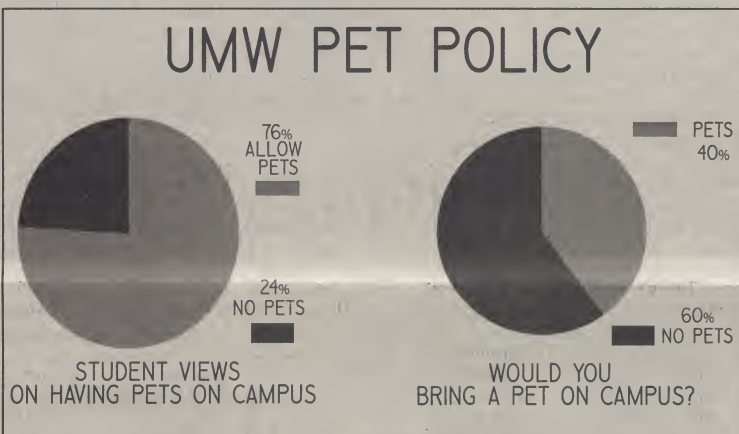 UMW PET POLICY
76%
ALLOW
PETS
24%
NO PETS
STUDENT VIEWS
ON HAVING PETS ON CAMPUS
PETS
40%
60%
NO PETS
WOULD YOU
BRING A PET ON CAMPUS?